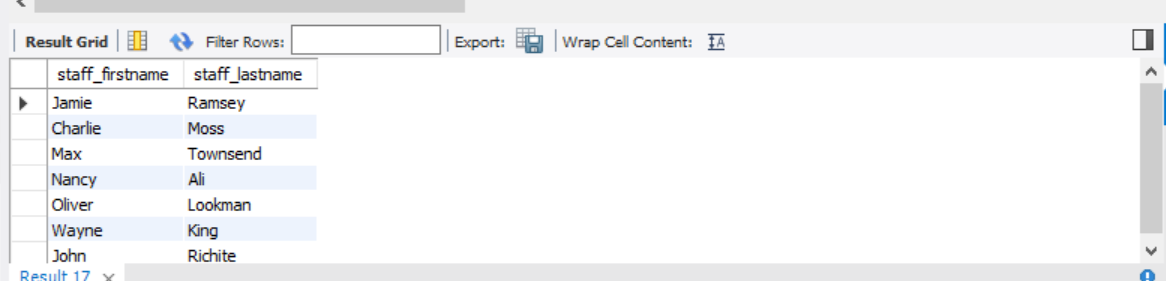 Result Grid Filter Rows: Export: Wrap Cell Content: IA
staff_firstname staff_lastname
Jamie Ramsey
Charlie Moss
Max Townsend
Nancy Ali
Oliver Lookman
Wayne King
John Richite
Result 17 ×